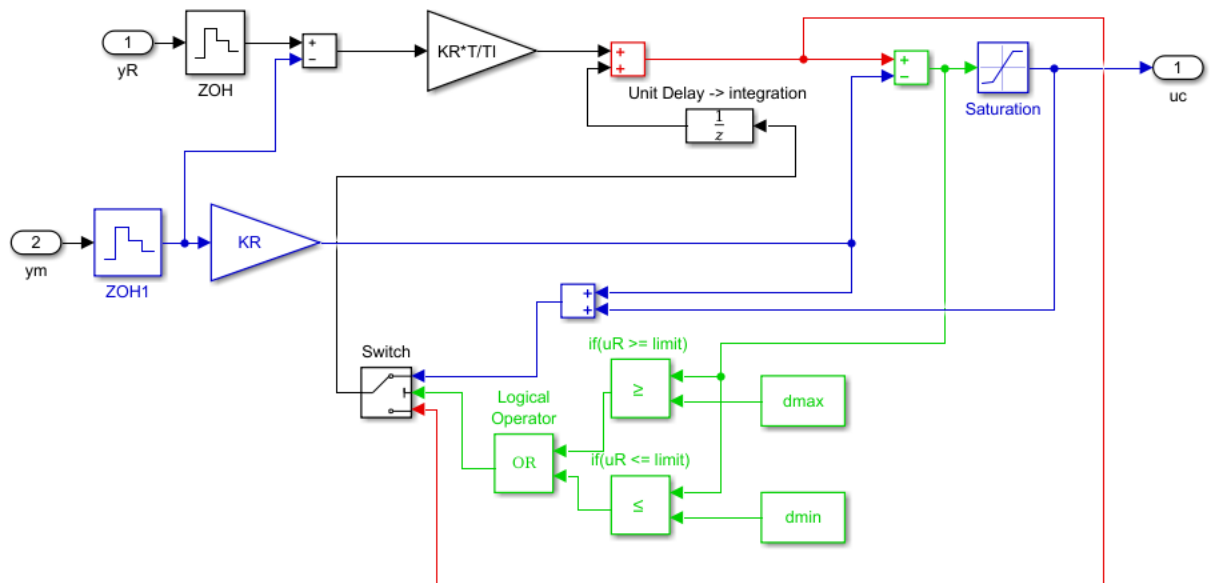 1
yR
ZOH
+
−
KR*T/TI
+
+
Unit Delay -> integration
1
z
+
−
Saturation
1
uc
2
ym
ZOH1
KR
+
+
Switch
if(uR >= limit)
≥
dmax
Logical
Operator
OR
if(uR <= limit)
≤
dmin